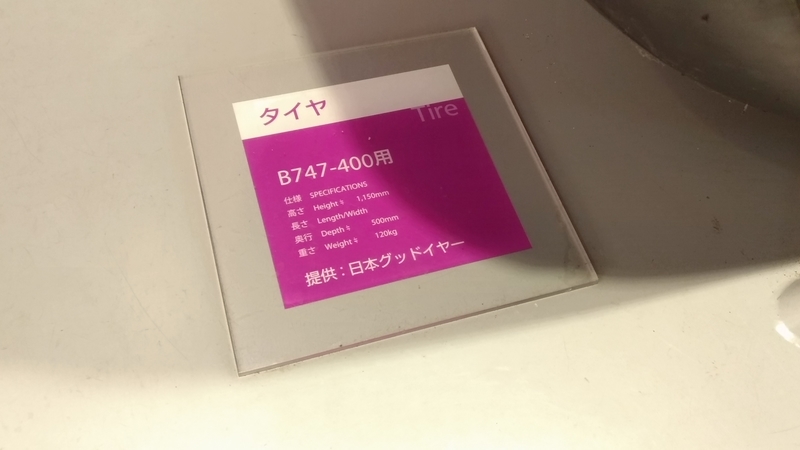 タイヤ
Tire
B747-400用
仕様 SPECIFICATIONS
高さ Height≒ 1,150mm
長さ Length/Width
奥行 Depth≒ 500mm
重さ Weight≒ 120kg
提供：日本グッドイヤー